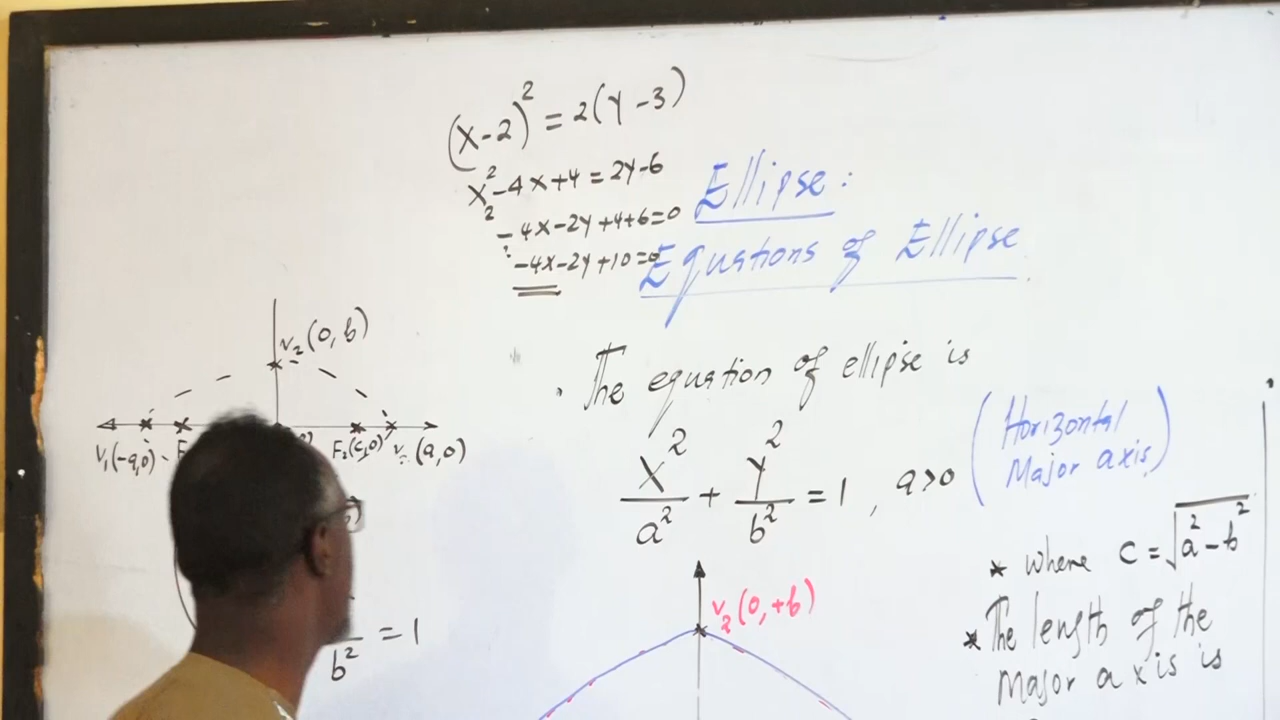 (x-2)² = 2(y-3)
x²-4x+4=2y-6
² -4x-2y+4+6=0
² -4x-2y+10=0
Ellipse:
Equations of Ellipse
V₂(0,b)
V₁(-a,0)
F₂(c,0)
V (a,0)
b² = 1
• The equation of ellipse is
x²/a² + y²/b² = 1 , a>0
(Horizontal
Major axis)
* where c = √a²-b²
* The length of the
Major axis is
V₂(0,+b)